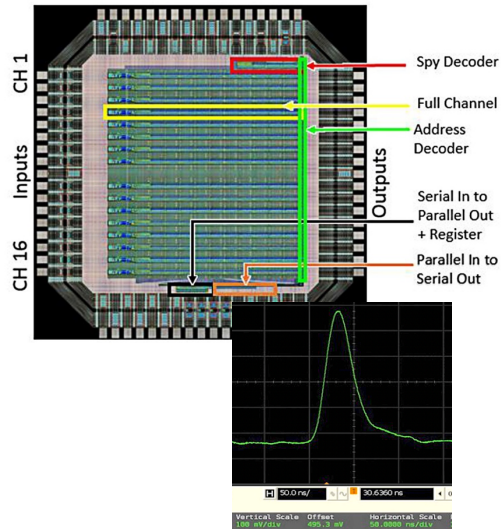 CH 1
Inputs
CH 16
Outputs
Spy Decoder
Full Channel
Address
Decoder
Serial In to
Parallel Out
+ Register
Parallel In to
Serial Out
H 50.0 ns/ 30.6360 ns
Vertical Scale Offset Horizontal Scale
100 mV/div 495.3 mV 50.0000 ns/div